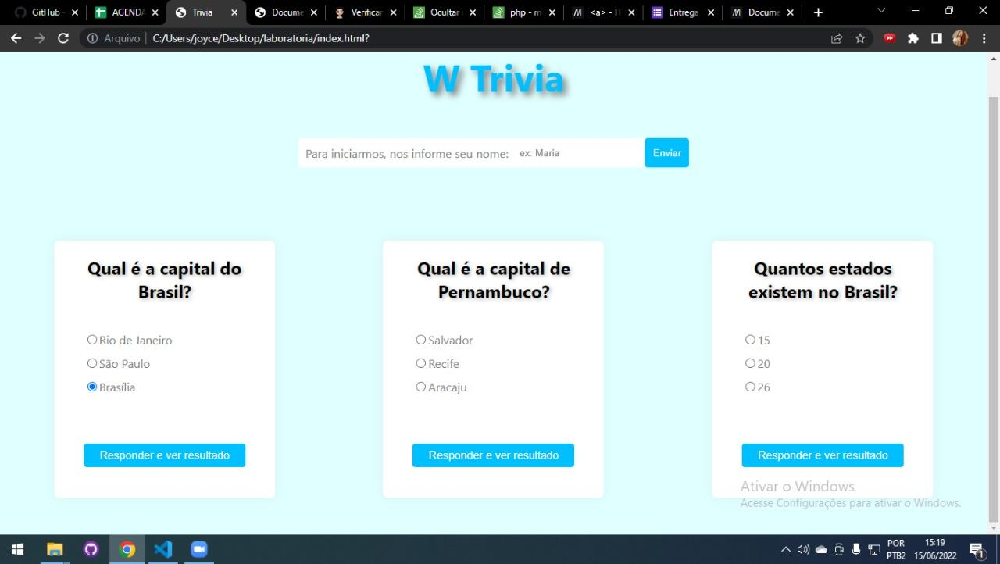 GitHub -
AGENDA
Trivia
Docume
Verificar
Ocultar
php - m
<a> - H
Entrega
Docume
Arquivo
C:/Users/joyce/Desktop/laboratoria/index.html?
W Trivia
Para iniciarmos, nos informe seu nome:
ex: Maria
Enviar
Qual é a capital do
Brasil?
Rio de Janeiro
São Paulo
Brasília
Responder e ver resultado
Qual é a capital de
Pernambuco?
Salvador
Recife
Aracaju
Responder e ver resultado
Quantos estados
existem no Brasil?
15
20
26
Responder e ver resultado
Ativar o Windows
Acesse Configurações para ativar o Windows.
POR
PTB2
15:19
15/06/2022
1